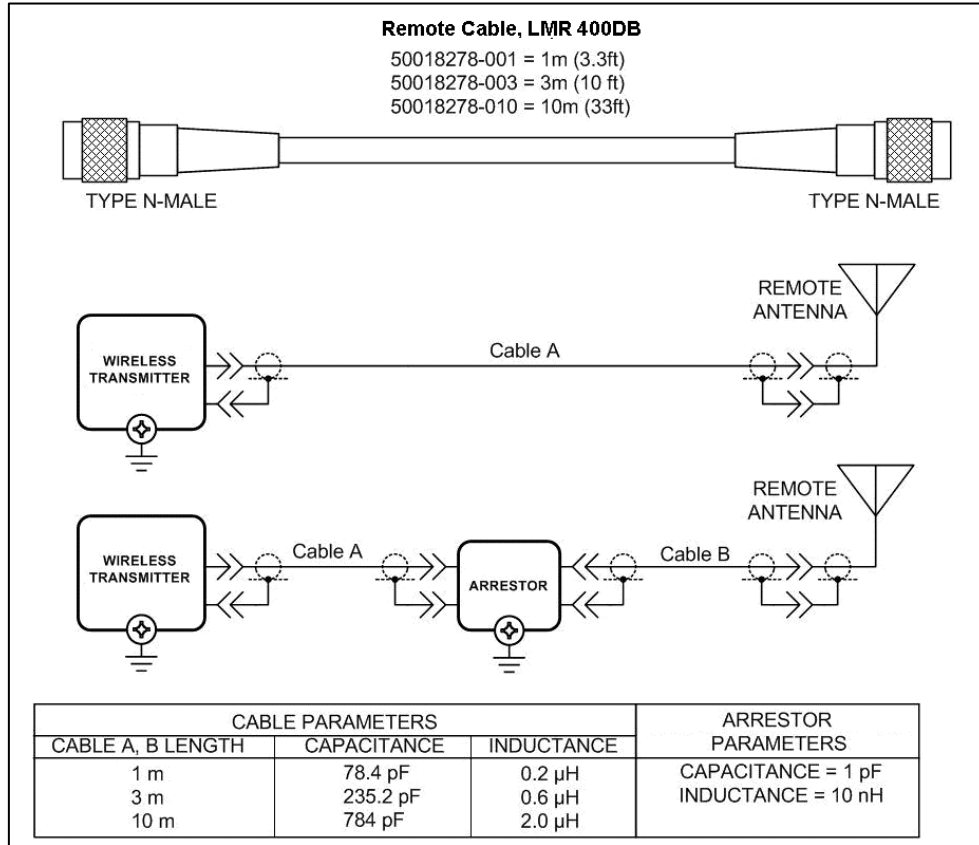 Remote Cable, LMR 400DB
50018278-001 = 1m (3.3ft)
50018278-003 = 3m (10 ft)
50018278-010 = 10m (33ft)
TYPE N-MALE
TYPE N-MALE
REMOTE
ANTENNA
WIRELESS
TRANSMITTER
Cable A
REMOTE
ANTENNA
WIRELESS
TRANSMITTER
Cable A
ARRESTOR
Cable B
CABLE PARAMETERS
ARRESTOR
PARAMETERS
CABLE A, B LENGTH CAPACITANCE INDUCTANCE
1 m 78.4 pF 0.2 µH CAPACITANCE = 1 pF
3 m 235.2 pF 0.6 µH INDUCTANCE = 10 nH
10 m 784 pF 2.0 µH